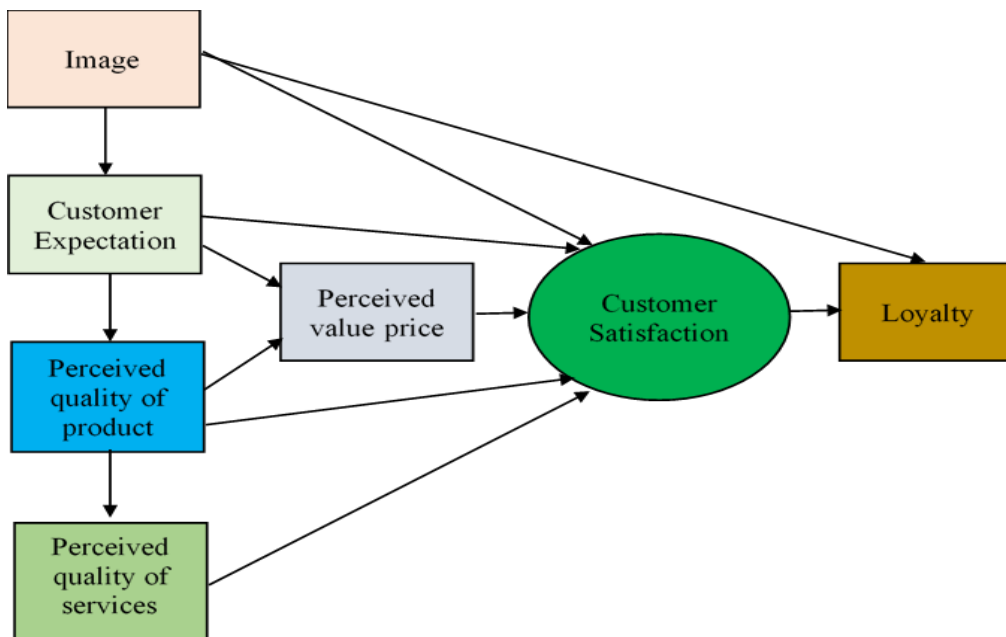 Image
Customer
Expectation
Perceived
value price
Customer
Satisfaction
Loyalty
Perceived
quality of
product
Perceived
quality of
services